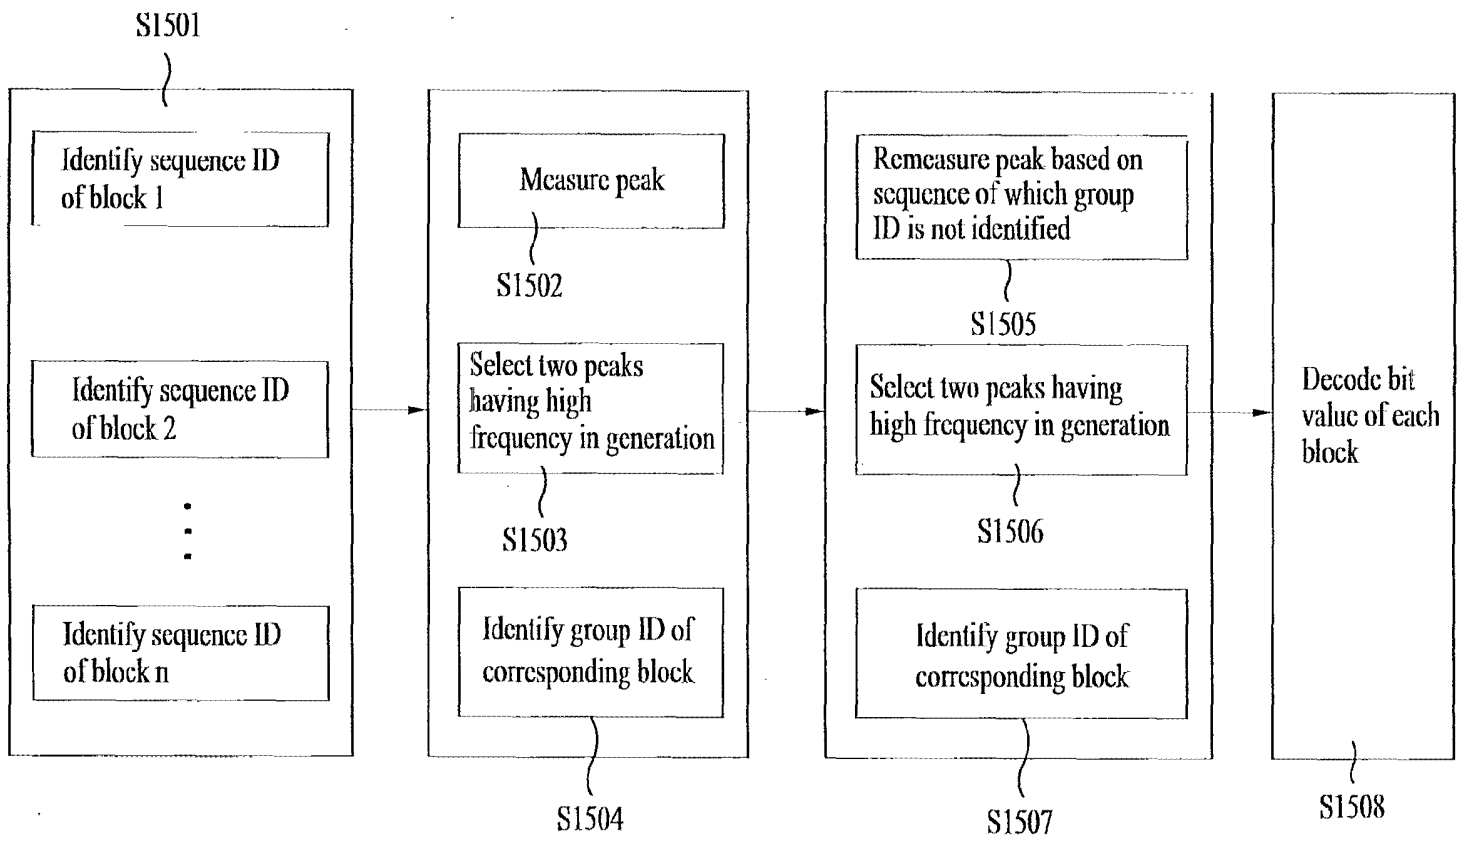 S1501
Identify sequence ID
of block 1
Identify sequence ID
of block 2
Identify sequence ID
of block n
Measure peak
S1502
Select two peaks
having high
frequency in generation
S1503
Identify group ID of
corresponding block
S1504
Remeasure peak based on
sequence of which group
ID is not identified
S1505
Select two peaks having
high frequency in generation
S1506
Identify group ID of
corresponding block
S1507
Decode bit
value of each
block
S1508